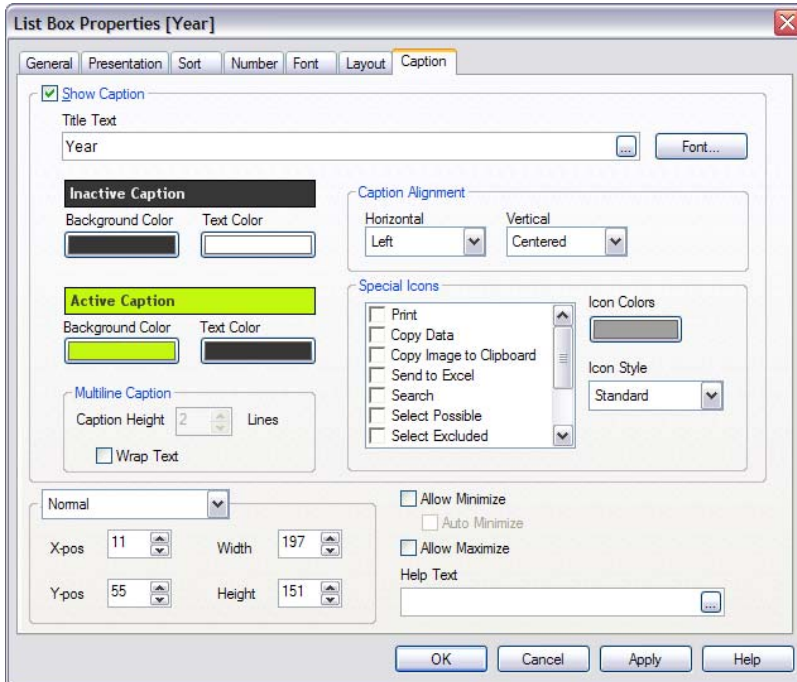 List Box Properties [Year]
General Presentation Sort Number Font Layout Caption
Show Caption
Title Text
Year ... Font...
Inactive Caption
Background Color Text Color
Caption Alignment
Horizontal Vertical
Left Centered
Active Caption
Background Color Text Color
Special Icons
Print
Copy Data
Copy Image to Clipboard
Send to Excel
Search
Select Possible
Select Excluded
Icon Colors
Icon Style
Standard
Multiline Caption
Caption Height 2 Lines
Wrap Text
Normal
X-pos 11 Width 197
Y-pos 55 Height 151
Allow Minimize
Auto Minimize
Allow Maximize
Help Text
...
OK Cancel Apply Help